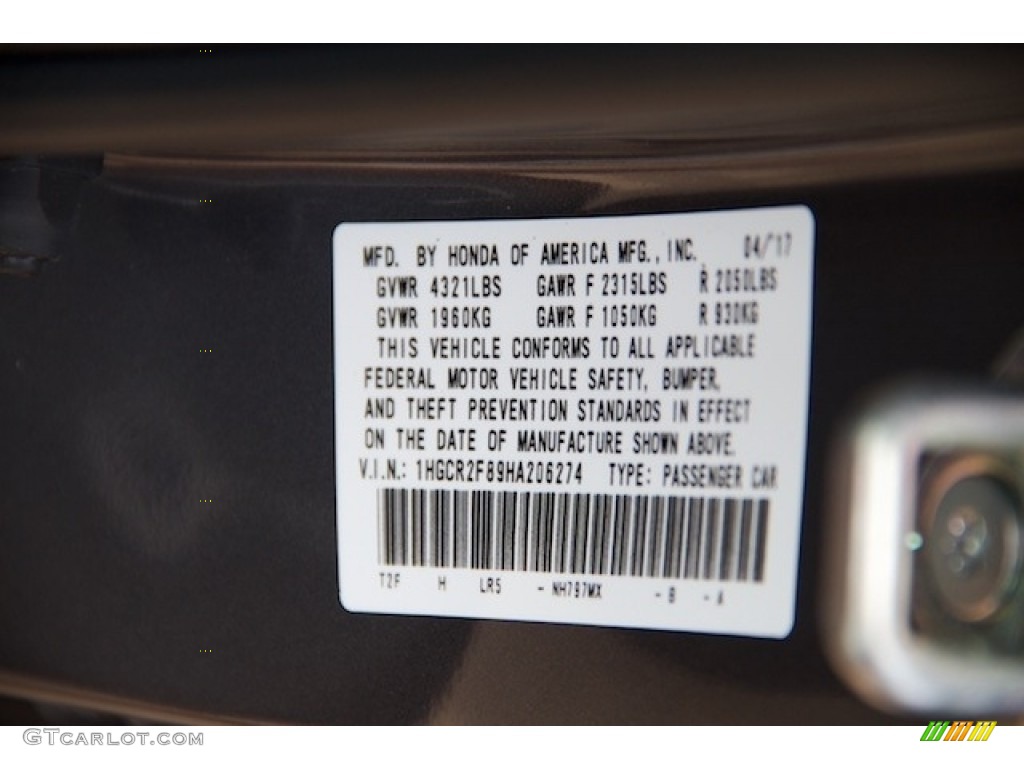 MFD. BY HONDA OF AMERICA MFG., INC. 04/17
GVWR 4321LBS GAWR F 2315LBS R 2050LBS
GVWR 1960KG GAWR F 1050KG R 930KG
THIS VEHICLE CONFORMS TO ALL APPLICABLE
FEDERAL MOTOR VEHICLE SAFETY, BUMPER,
AND THEFT PREVENTION STANDARDS IN EFFECT
ON THE DATE OF MANUFACTURE SHOWN ABOVE.
V.I.N.: 1HGCR2F89HA206274 TYPE: PASSENGER CAR
T2F H LR5 - NH797MX - B - A
GTCARLOT.COM